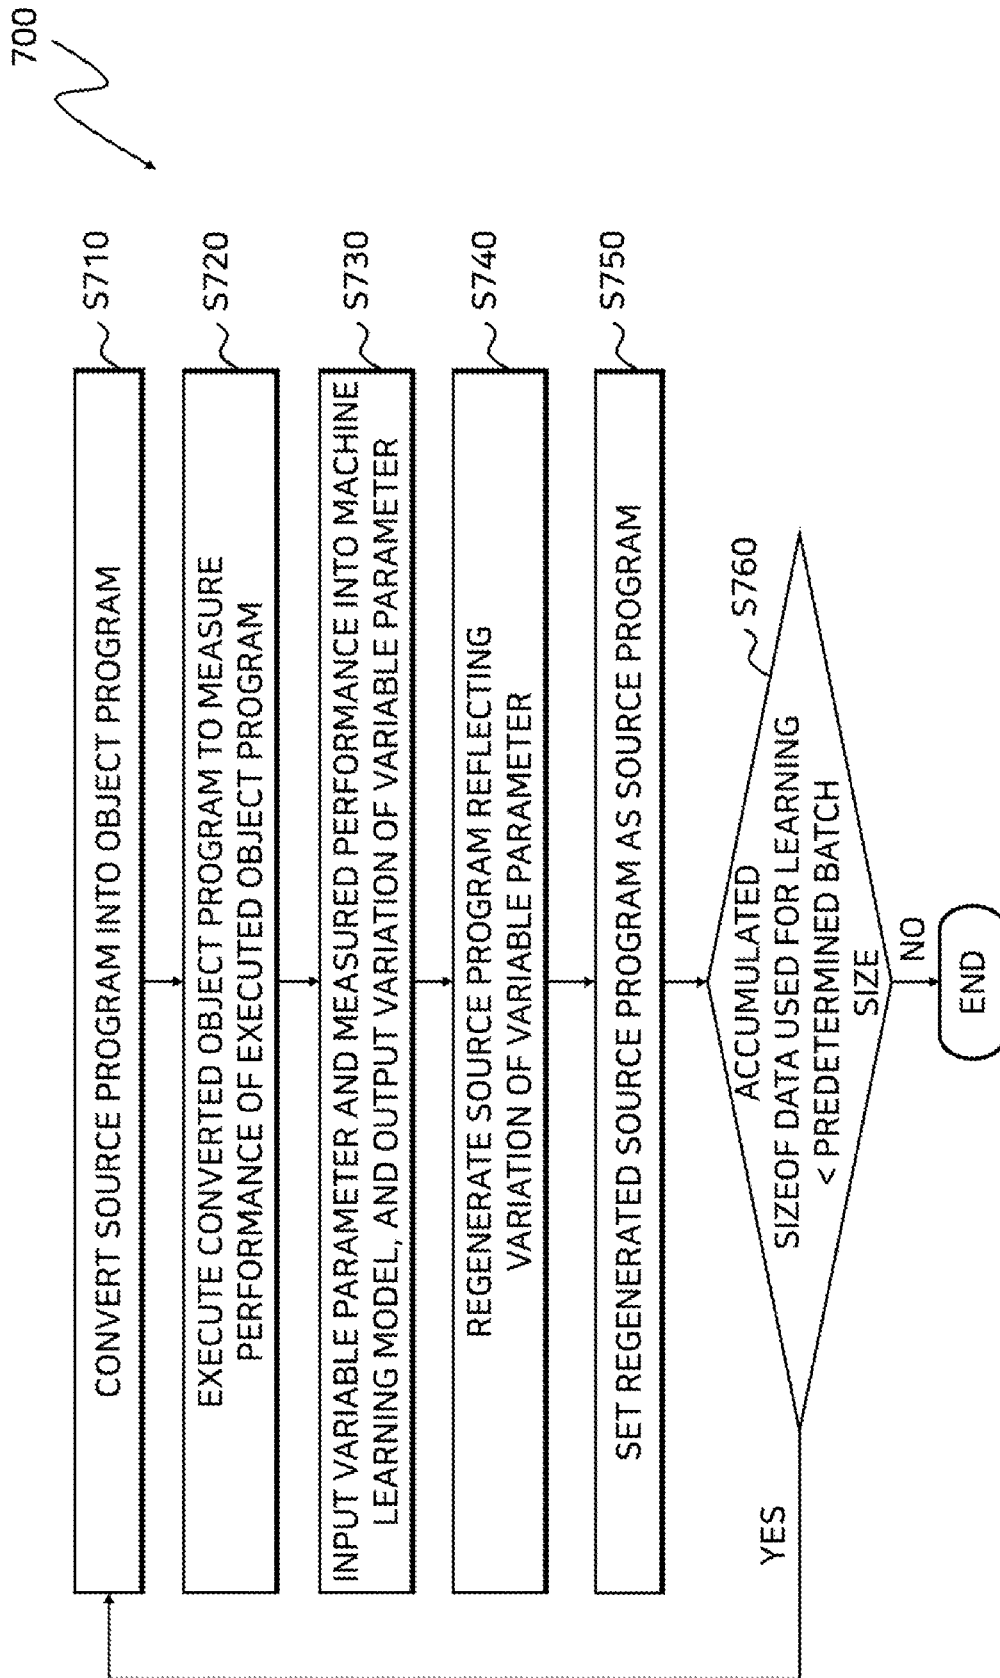 700
CONVERT SOURCE PROGRAM INTO OBJECT PROGRAM
S710
EXECUTE CONVERTED OBJECT PROGRAM TO MEASURE
PERFORMANCE OF EXECUTED OBJECT PROGRAM
S720
INPUT VARIABLE PARAMETER AND MEASURED PERFORMANCE INTO MACHINE
LEARNING MODEL, AND OUTPUT VARIATION OF VARIABLE PARAMETER
S730
REGENERATE SOURCE PROGRAM REFLECTING
VARIATION OF VARIABLE PARAMETER
S740
SET REGENERATED SOURCE PROGRAM AS SOURCE PROGRAM
S750
ACCUMULATED
SIZEOF DATA USED FOR LEARNING
< PREDETERMINED BATCH
SIZE
S760
YES
NO
END